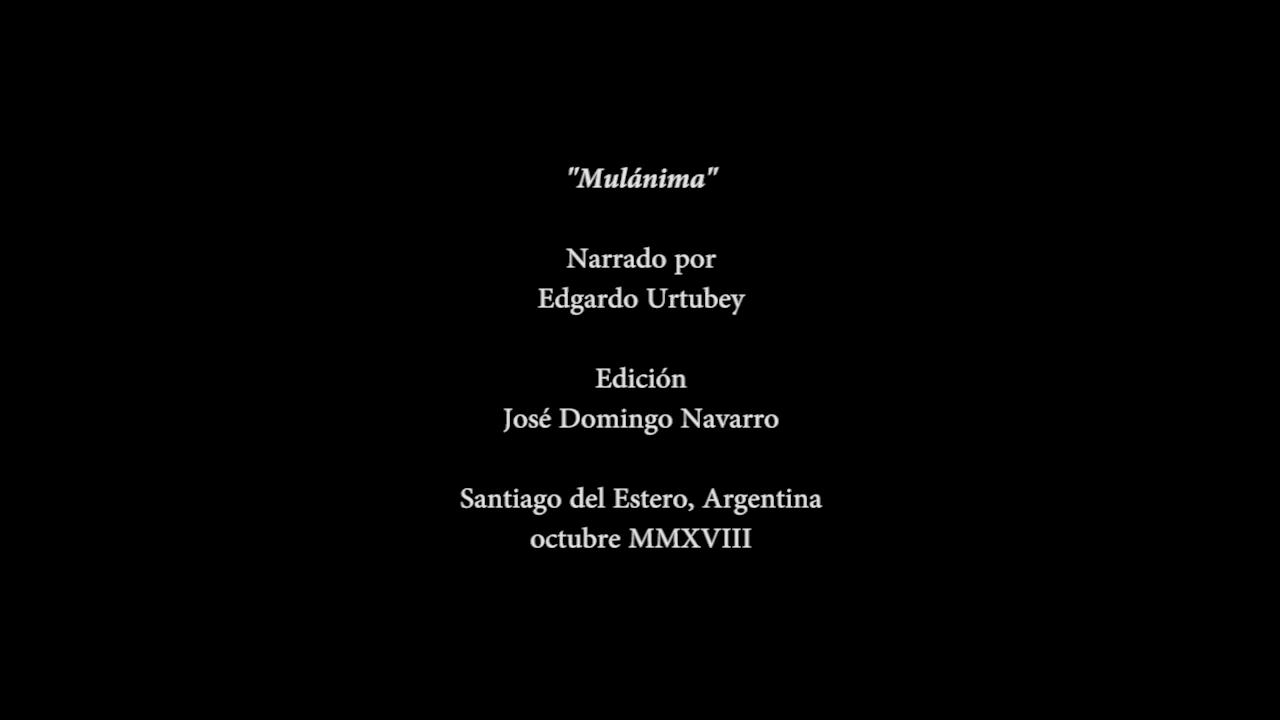 "Mulánima"
Narrado por
Edgardo Urtubey
Edición
José Domingo Navarro
Santiago del Estero, Argentina
octubre MMXVIII